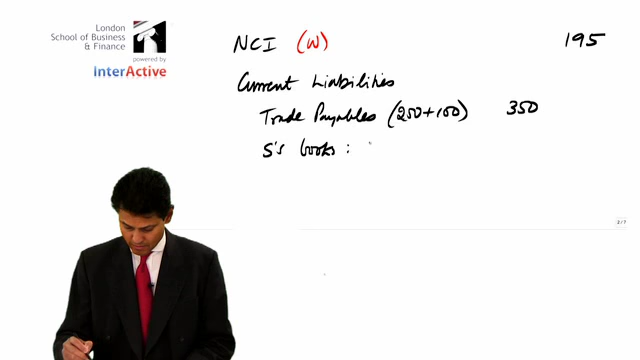 London
School of Business
& Finance
powered by
InterActive
NCI (W) 195
Current Liabilities
Trade Payables (250+100) 350
S's books :
2/7